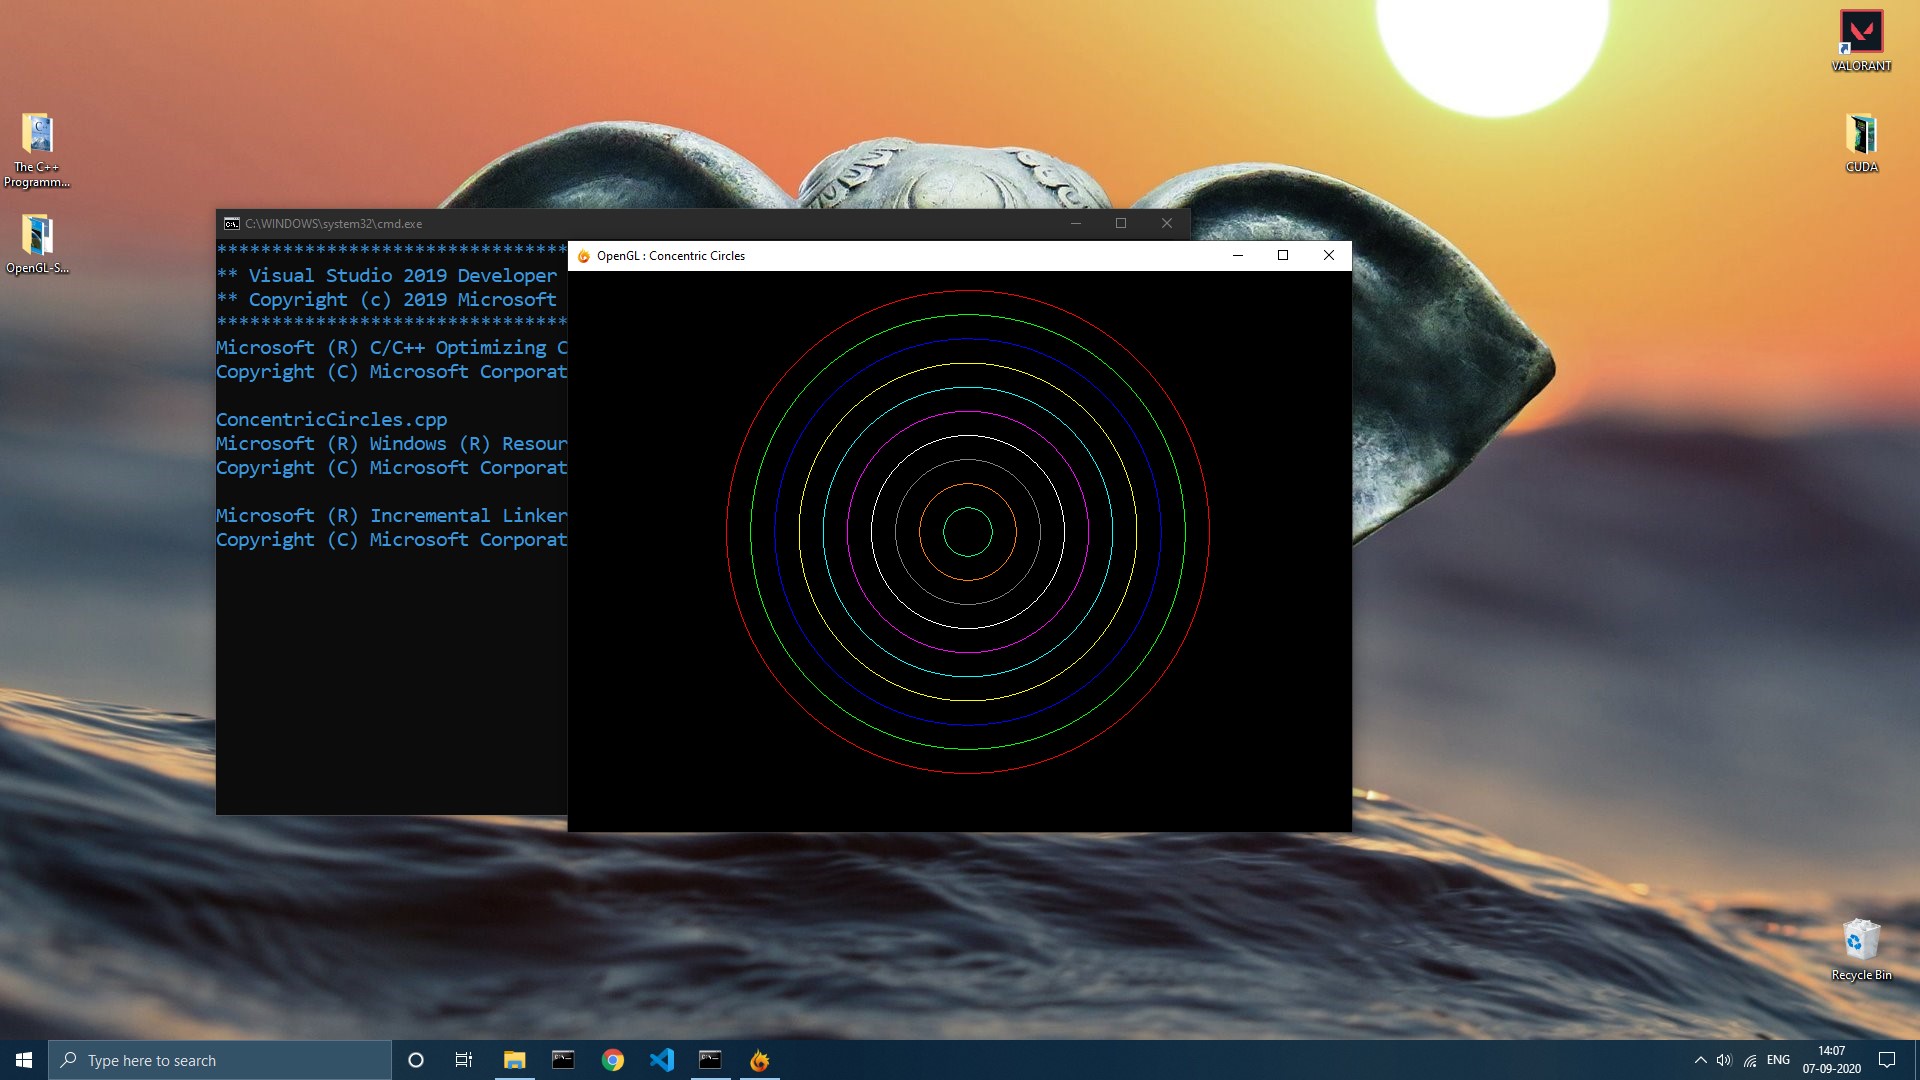 VALORANT
The C++
Programm...
CUDA
OpenGL-S...
C:\WINDOWS\system32\cmd.exe
*********************************
** Visual Studio 2019 Developer
** Copyright (c) 2019 Microsoft
*********************************
Microsoft (R) C/C++ Optimizing C
Copyright (C) Microsoft Corporat
ConcentricCircles.cpp
Microsoft (R) Windows (R) Resour
Copyright (C) Microsoft Corporat
Microsoft (R) Incremental Linker
Copyright (C) Microsoft Corporat
OpenGL : Concentric Circles
Recycle Bin
Type here to search
ENG
14:07
07-09-2020